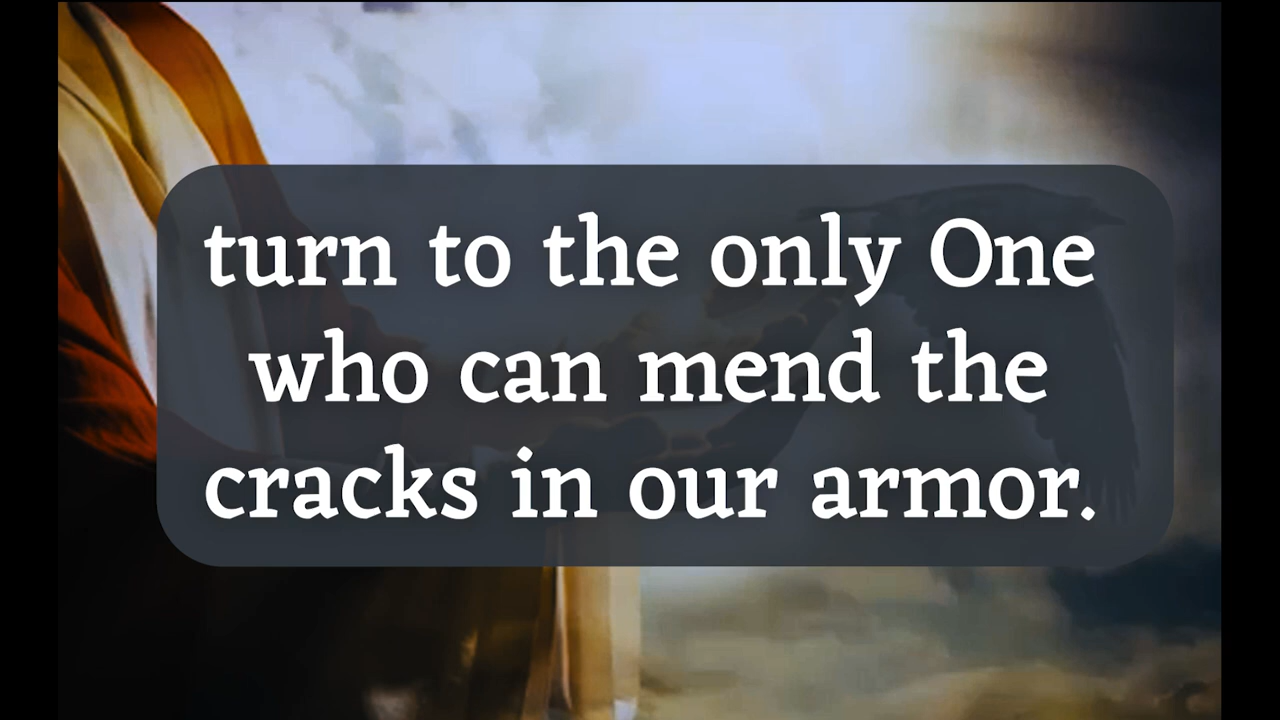 turn to the only One
who can mend the
cracks in our armor.